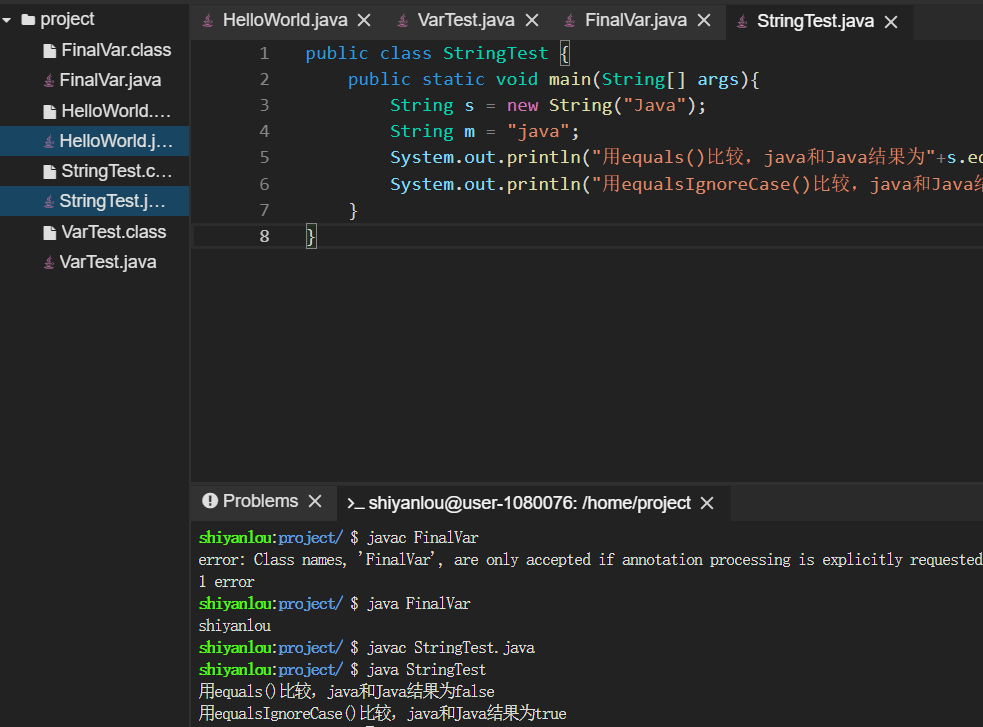 project
FinalVar.class
FinalVar.java
HelloWorld....
HelloWorld.j...
StringTest.c...
StringTest.j...
VarTest.class
VarTest.java
HelloWorld.java VarTest.java FinalVar.java StringTest.java
1 public class StringTest {
2 public static void main(String[] args){
3 String s = new String("Java");
4 String m = "java";
5 System.out.println("用equals()比较，java和Java结果为"+s.eq
6 System.out.println("用equalsIgnoreCase()比较，java和Java结
7 }
8 }
Problems >_ shiyanlou@user-1080076: /home/project
shiyanlou:project/ $ javac FinalVar
error: Class names, 'FinalVar', are only accepted if annotation processing is explicitly requested
1 error
shiyanlou:project/ $ java FinalVar
shiyanlou
shiyanlou:project/ $ javac StringTest.java
shiyanlou:project/ $ java StringTest
用equals()比较，java和Java结果为false
用equalsIgnoreCase()比较，java和Java结果为true